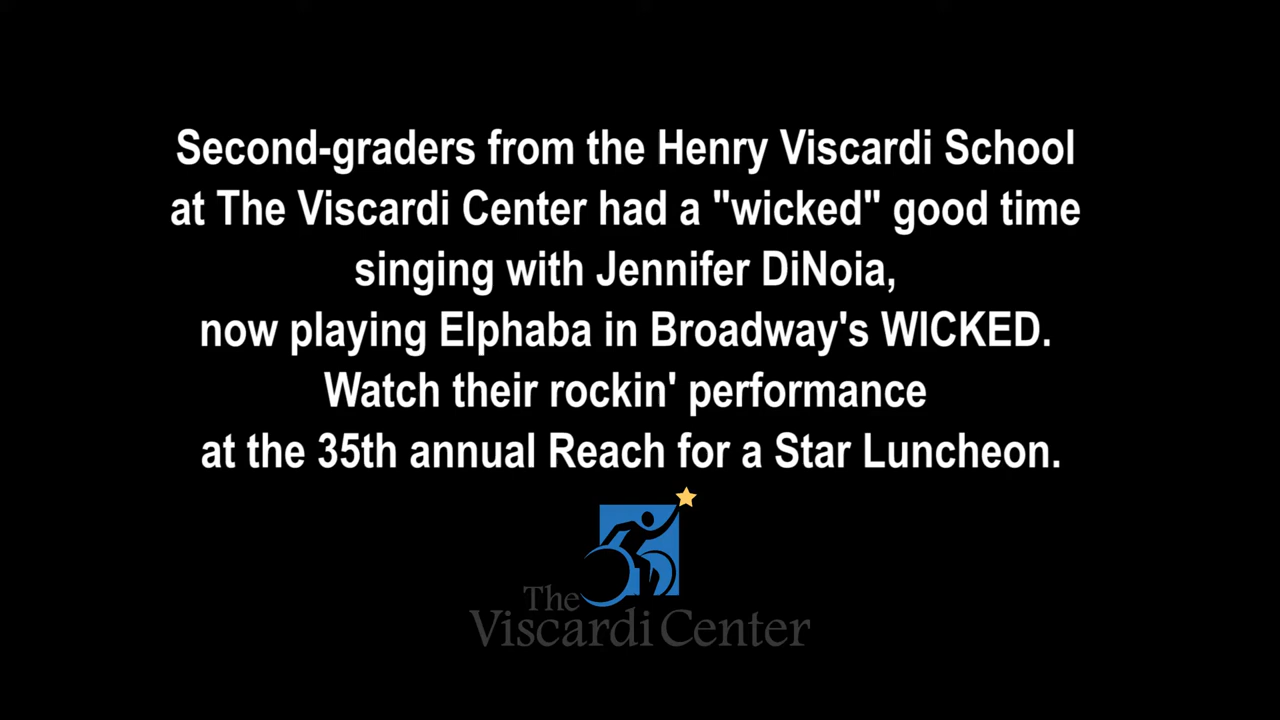 Second-graders from the Henry Viscardi School
at The Viscardi Center had a "wicked" good time
singing with Jennifer DiNoia,
now playing Elphaba in Broadway's WICKED.
Watch their rockin' performance
at the 35th annual Reach for a Star Luncheon.
The
Viscardi Center